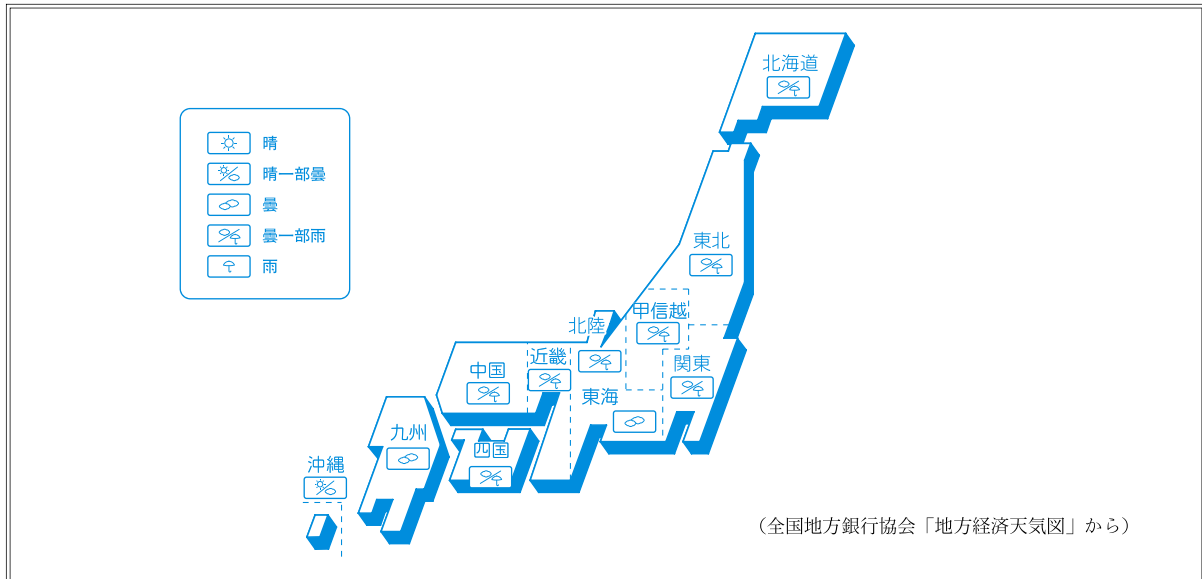 晴
晴一部曇
曇
曇一部雨
雨
北海道
東北
甲信越
北陸
近畿
関東
中国
東海
九州
四国
沖縄
(全国地方銀行協会「地方経済天気図」から)